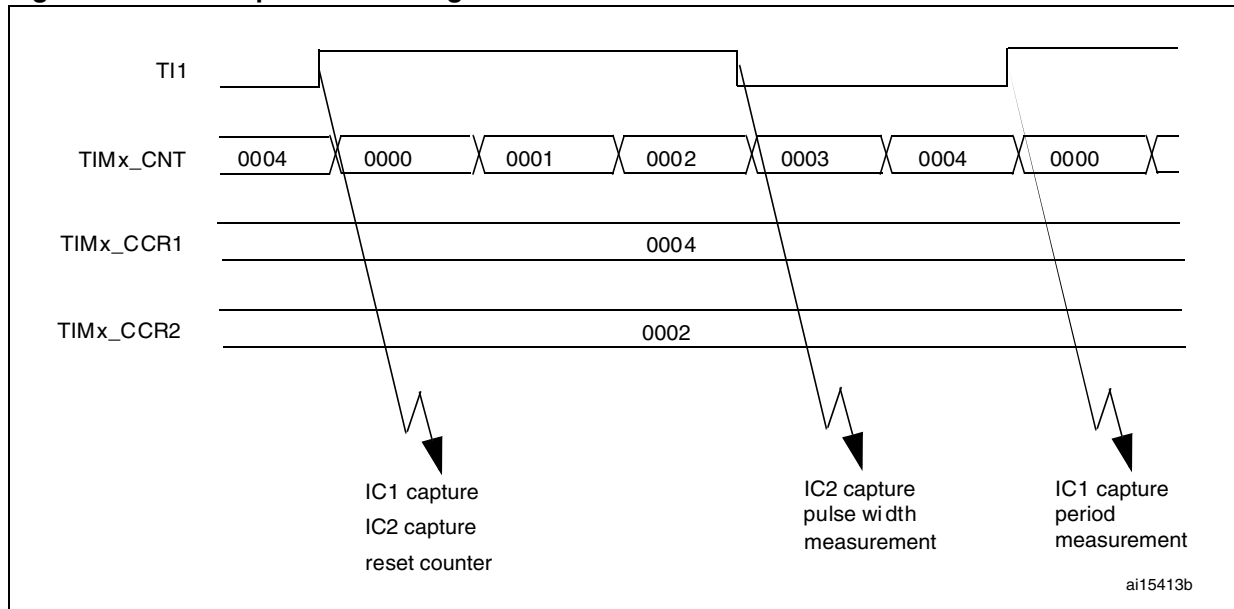 TI1
TIMx_CNT 0004 0000 0001 0002 0003 0004 0000
TIMx_CCR1 0004
TIMx_CCR2 0002
IC1 capture
IC2 capture
reset counter
IC2 capture
pulse width
measurement
IC1 capture
period
measurement
ai15413b